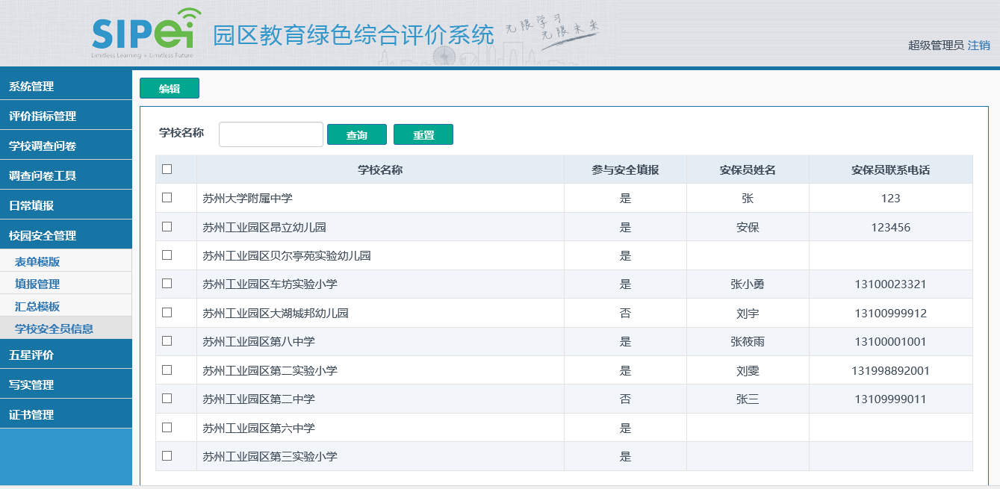 SIPei
Limitless Learning • Limitless Future
园区教育绿色综合评价系统
无限学习
无限未来
超级管理员 注销
系统管理
评价指标管理
学校调查问卷
调查问卷工具
日常填报
校园安全管理
表单模版
填报管理
汇总模板
学校安全员信息
五星评价
写实管理
证书管理
编辑
学校名称 查询 重置
学校名称 参与安全填报 安保员姓名 安保员联系电话
苏州大学附属中学 是 张 123
苏州工业园区昂立幼儿园 是 安保 123456
苏州工业园区贝尔亭苑实验幼儿园 是
苏州工业园区车坊实验小学 是 张小勇 13100023321
苏州工业园区大湖城邦幼儿园 否 刘宇 13100999912
苏州工业园区第八中学 是 张筱雨 13100001001
苏州工业园区第二实验小学 是 刘雯 131998892001
苏州工业园区第二中学 否 张三 13109999011
苏州工业园区第六中学 是
苏州工业园区第三实验小学 是